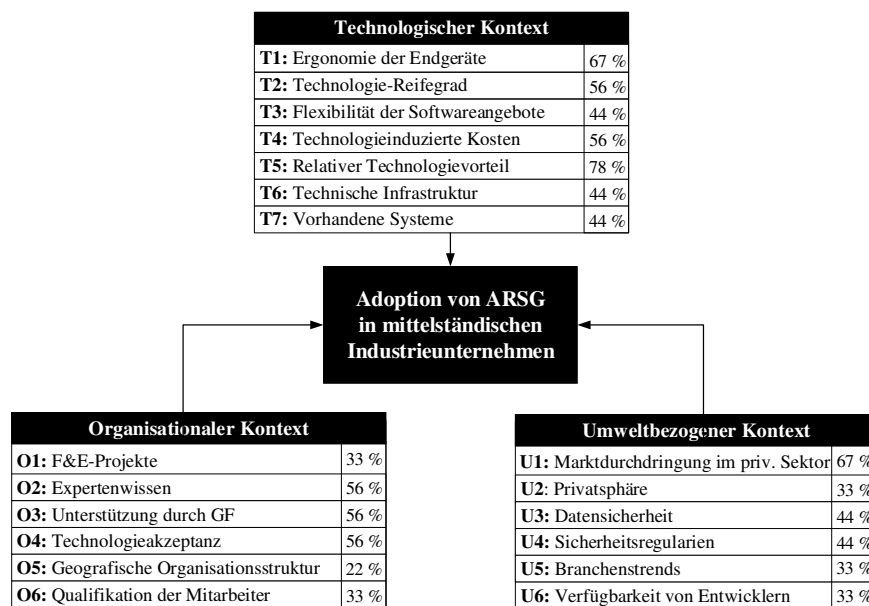 Technologischer Kontext
T1: Ergonomie der Endgeräte 67 %
T2: Technologie-Reifegrad 56 %
T3: Flexibilität der Softwareangebote 44 %
T4: Technologieinduzierte Kosten 56 %
T5: Relativer Technologievorteil 78 %
T6: Technische Infrastruktur 44 %
T7: Vorhandene Systeme 44 %
Adoption von ARSG
in mittelständischen
Industrieunternehmen
Organisationaler Kontext
O1: F&E-Projekte 33 %
O2: Expertenwissen 56 %
O3: Unterstützung durch GF 56 %
O4: Technologieakzeptanz 56 %
O5: Geografische Organisationsstruktur 22 %
O6: Qualifikation der Mitarbeiter 33 %
Umweltbezogener Kontext
U1: Marktdurchdringung im priv. Sektor 67 %
U2: Privatsphäre 33 %
U3: Datensicherheit 44 %
U4: Sicherheitsregularien 44 %
U5: Branchentrends 33 %
U6: Verfügbarkeit von Entwicklern 33 %